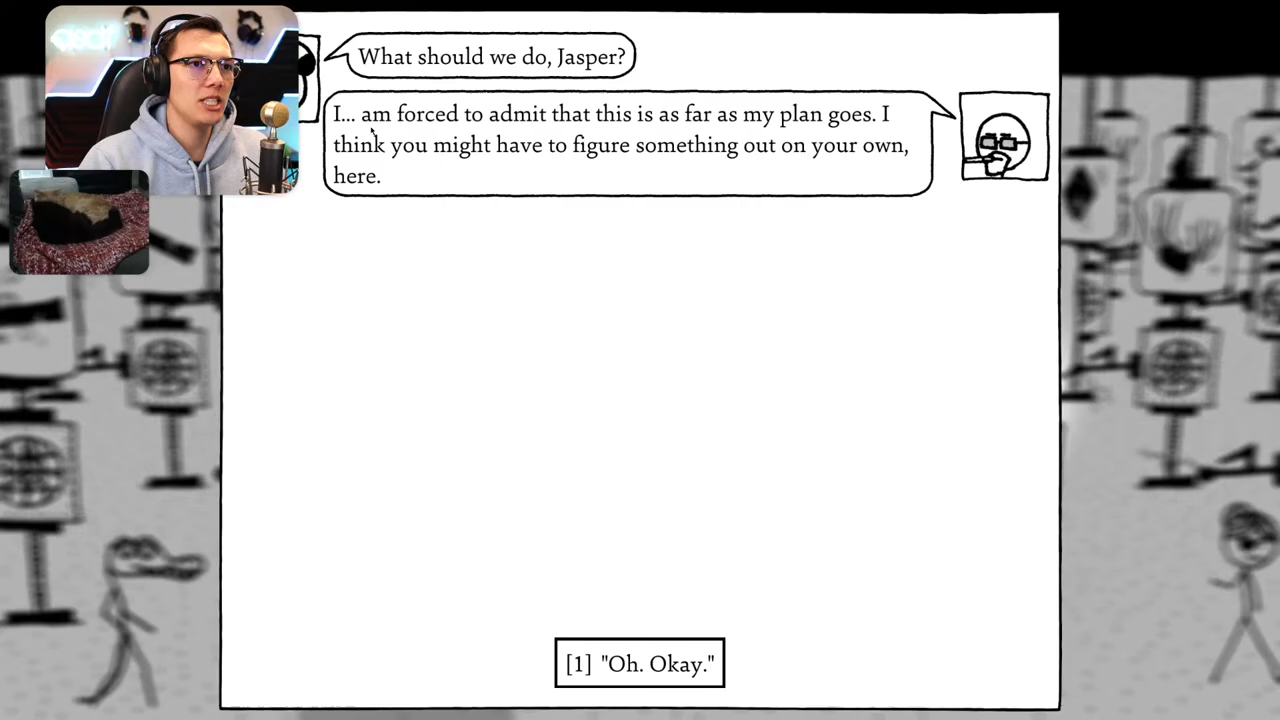 What should we do, Jasper?
I... am forced to admit that this is as far as my plan goes. I
think you might have to figure something out on your own,
here.
[1] "Oh. Okay."